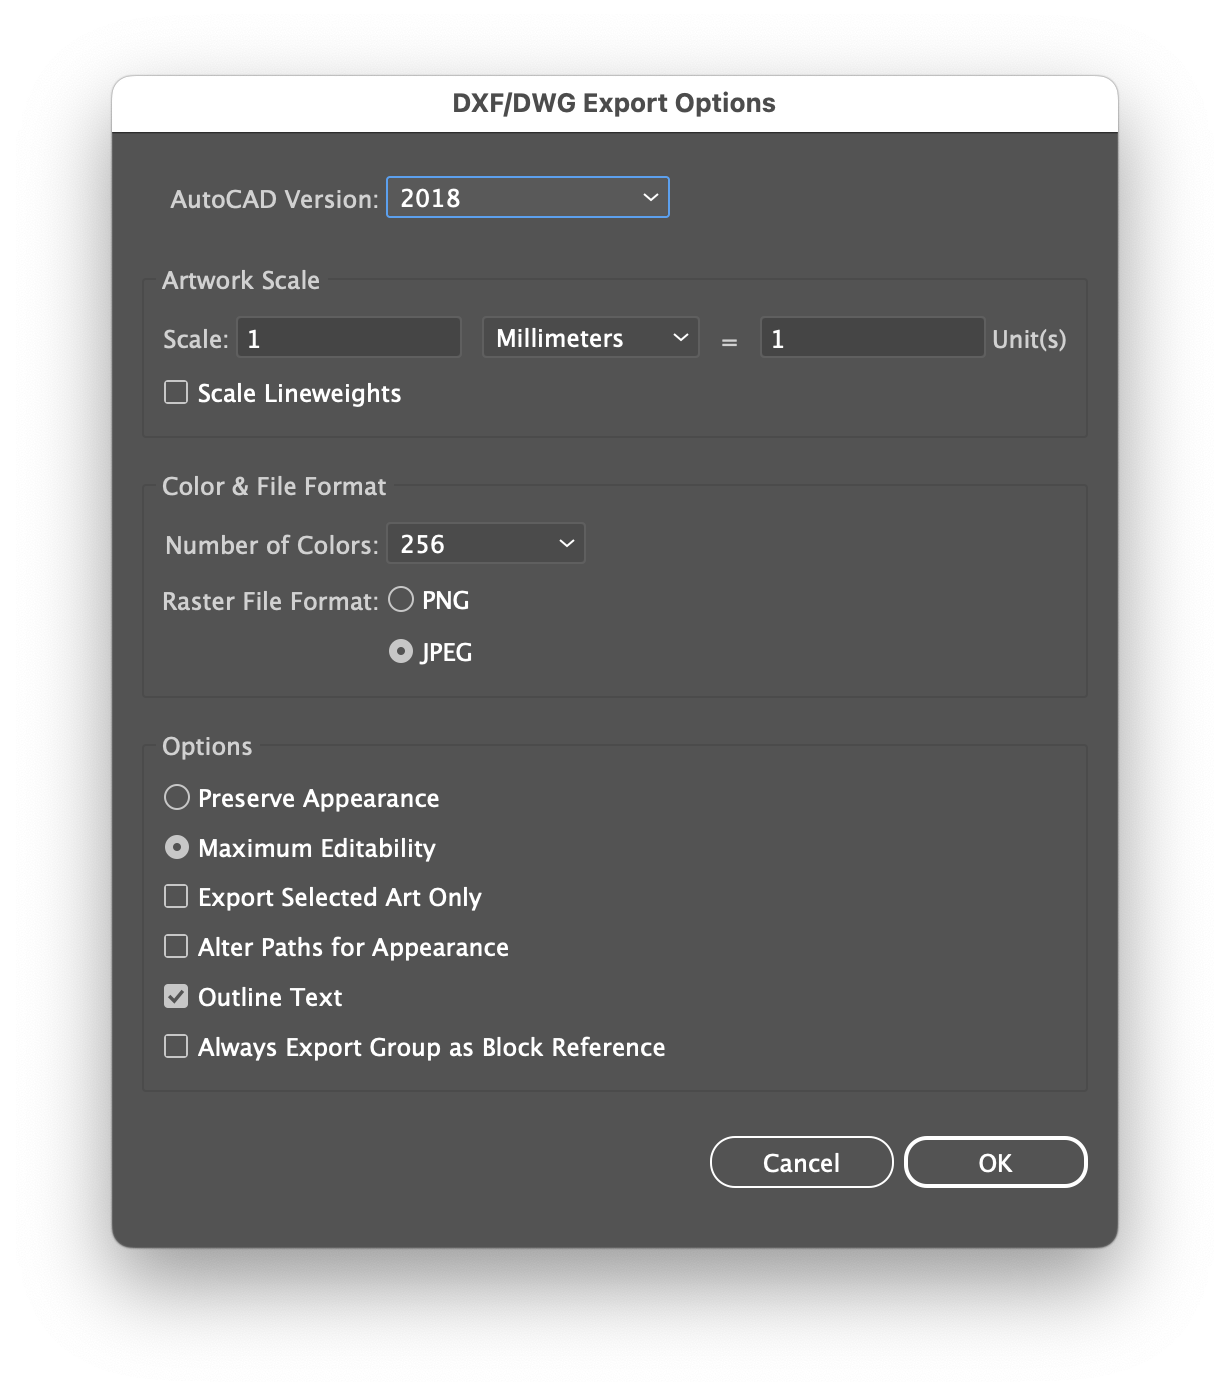 DXF/DWG Export Options
AutoCAD Version: 2018
Artwork Scale
Scale: 1 Millimeters = 1 Unit(s)
Scale Lineweights
Color & File Format
Number of Colors: 256
Raster File Format: PNG
JPEG
Options
Preserve Appearance
Maximum Editability
Export Selected Art Only
Alter Paths for Appearance
Outline Text
Always Export Group as Block Reference
Cancel OK